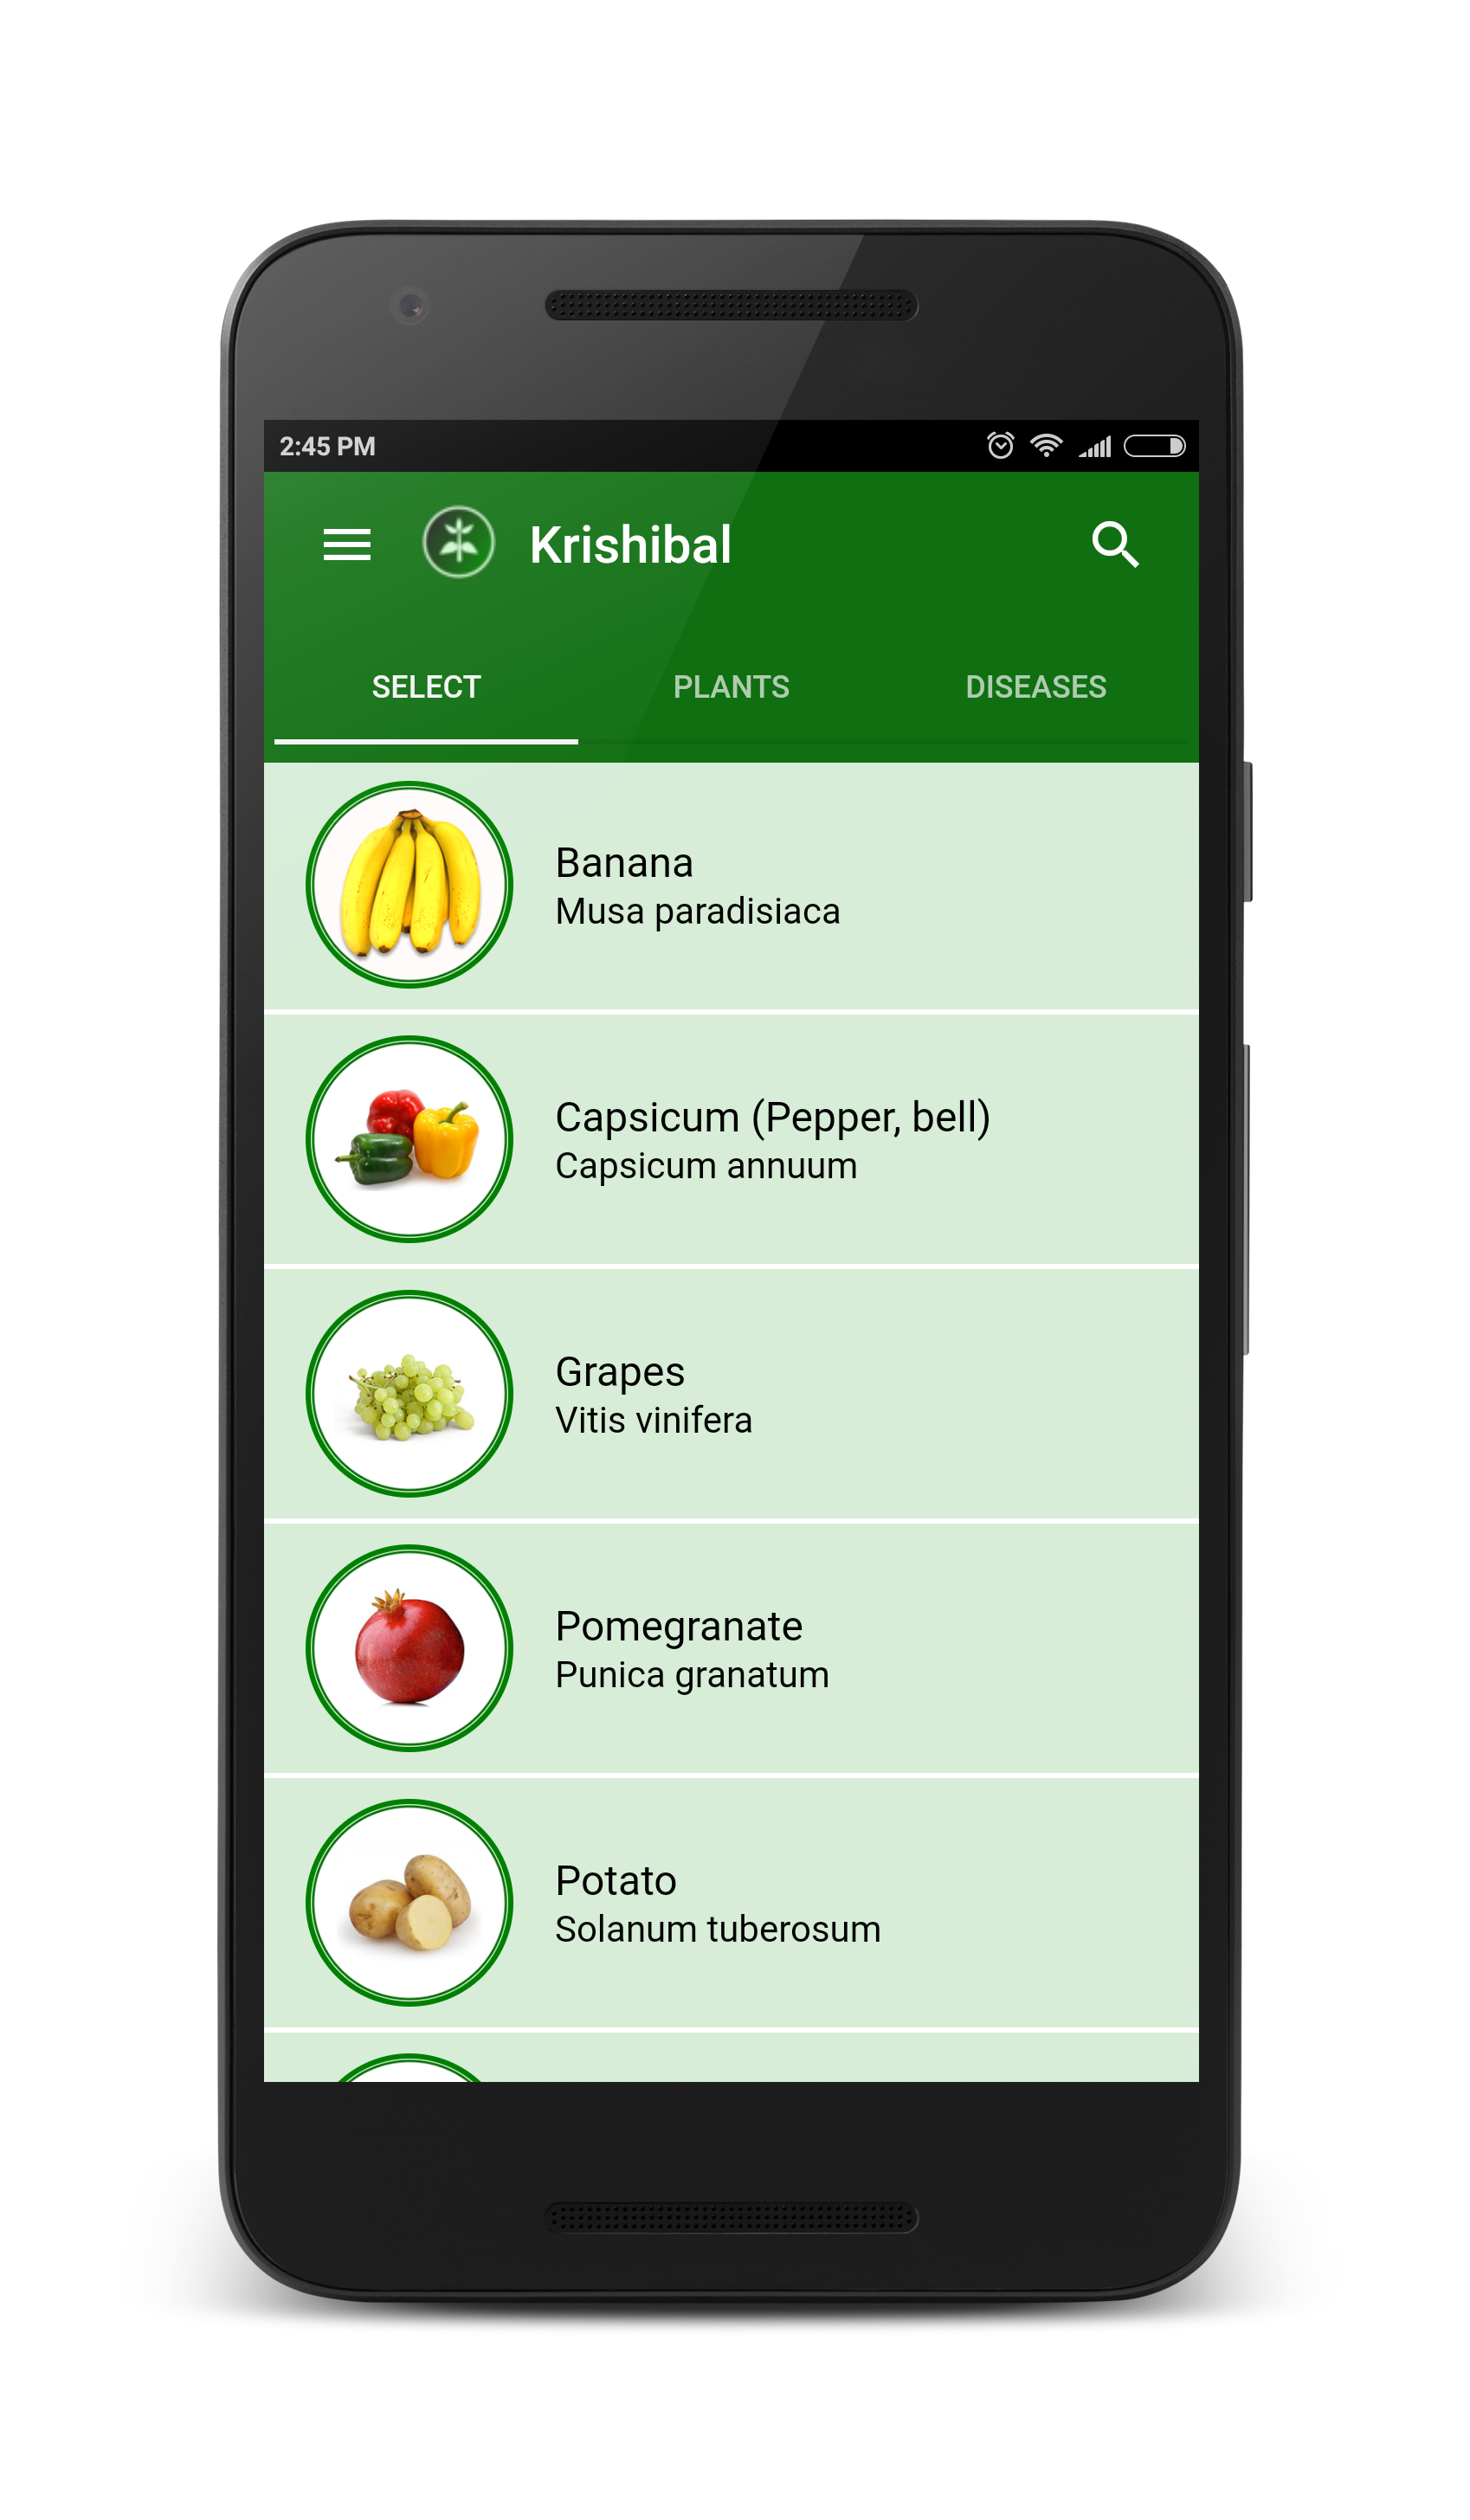 2:45 PM
Krishibal
SELECT PLANTS DISEASES
Banana
Musa paradisiaca
Capsicum (Pepper, bell)
Capsicum annuum
Grapes
Vitis vinifera
Pomegranate
Punica granatum
Potato
Solanum tuberosum